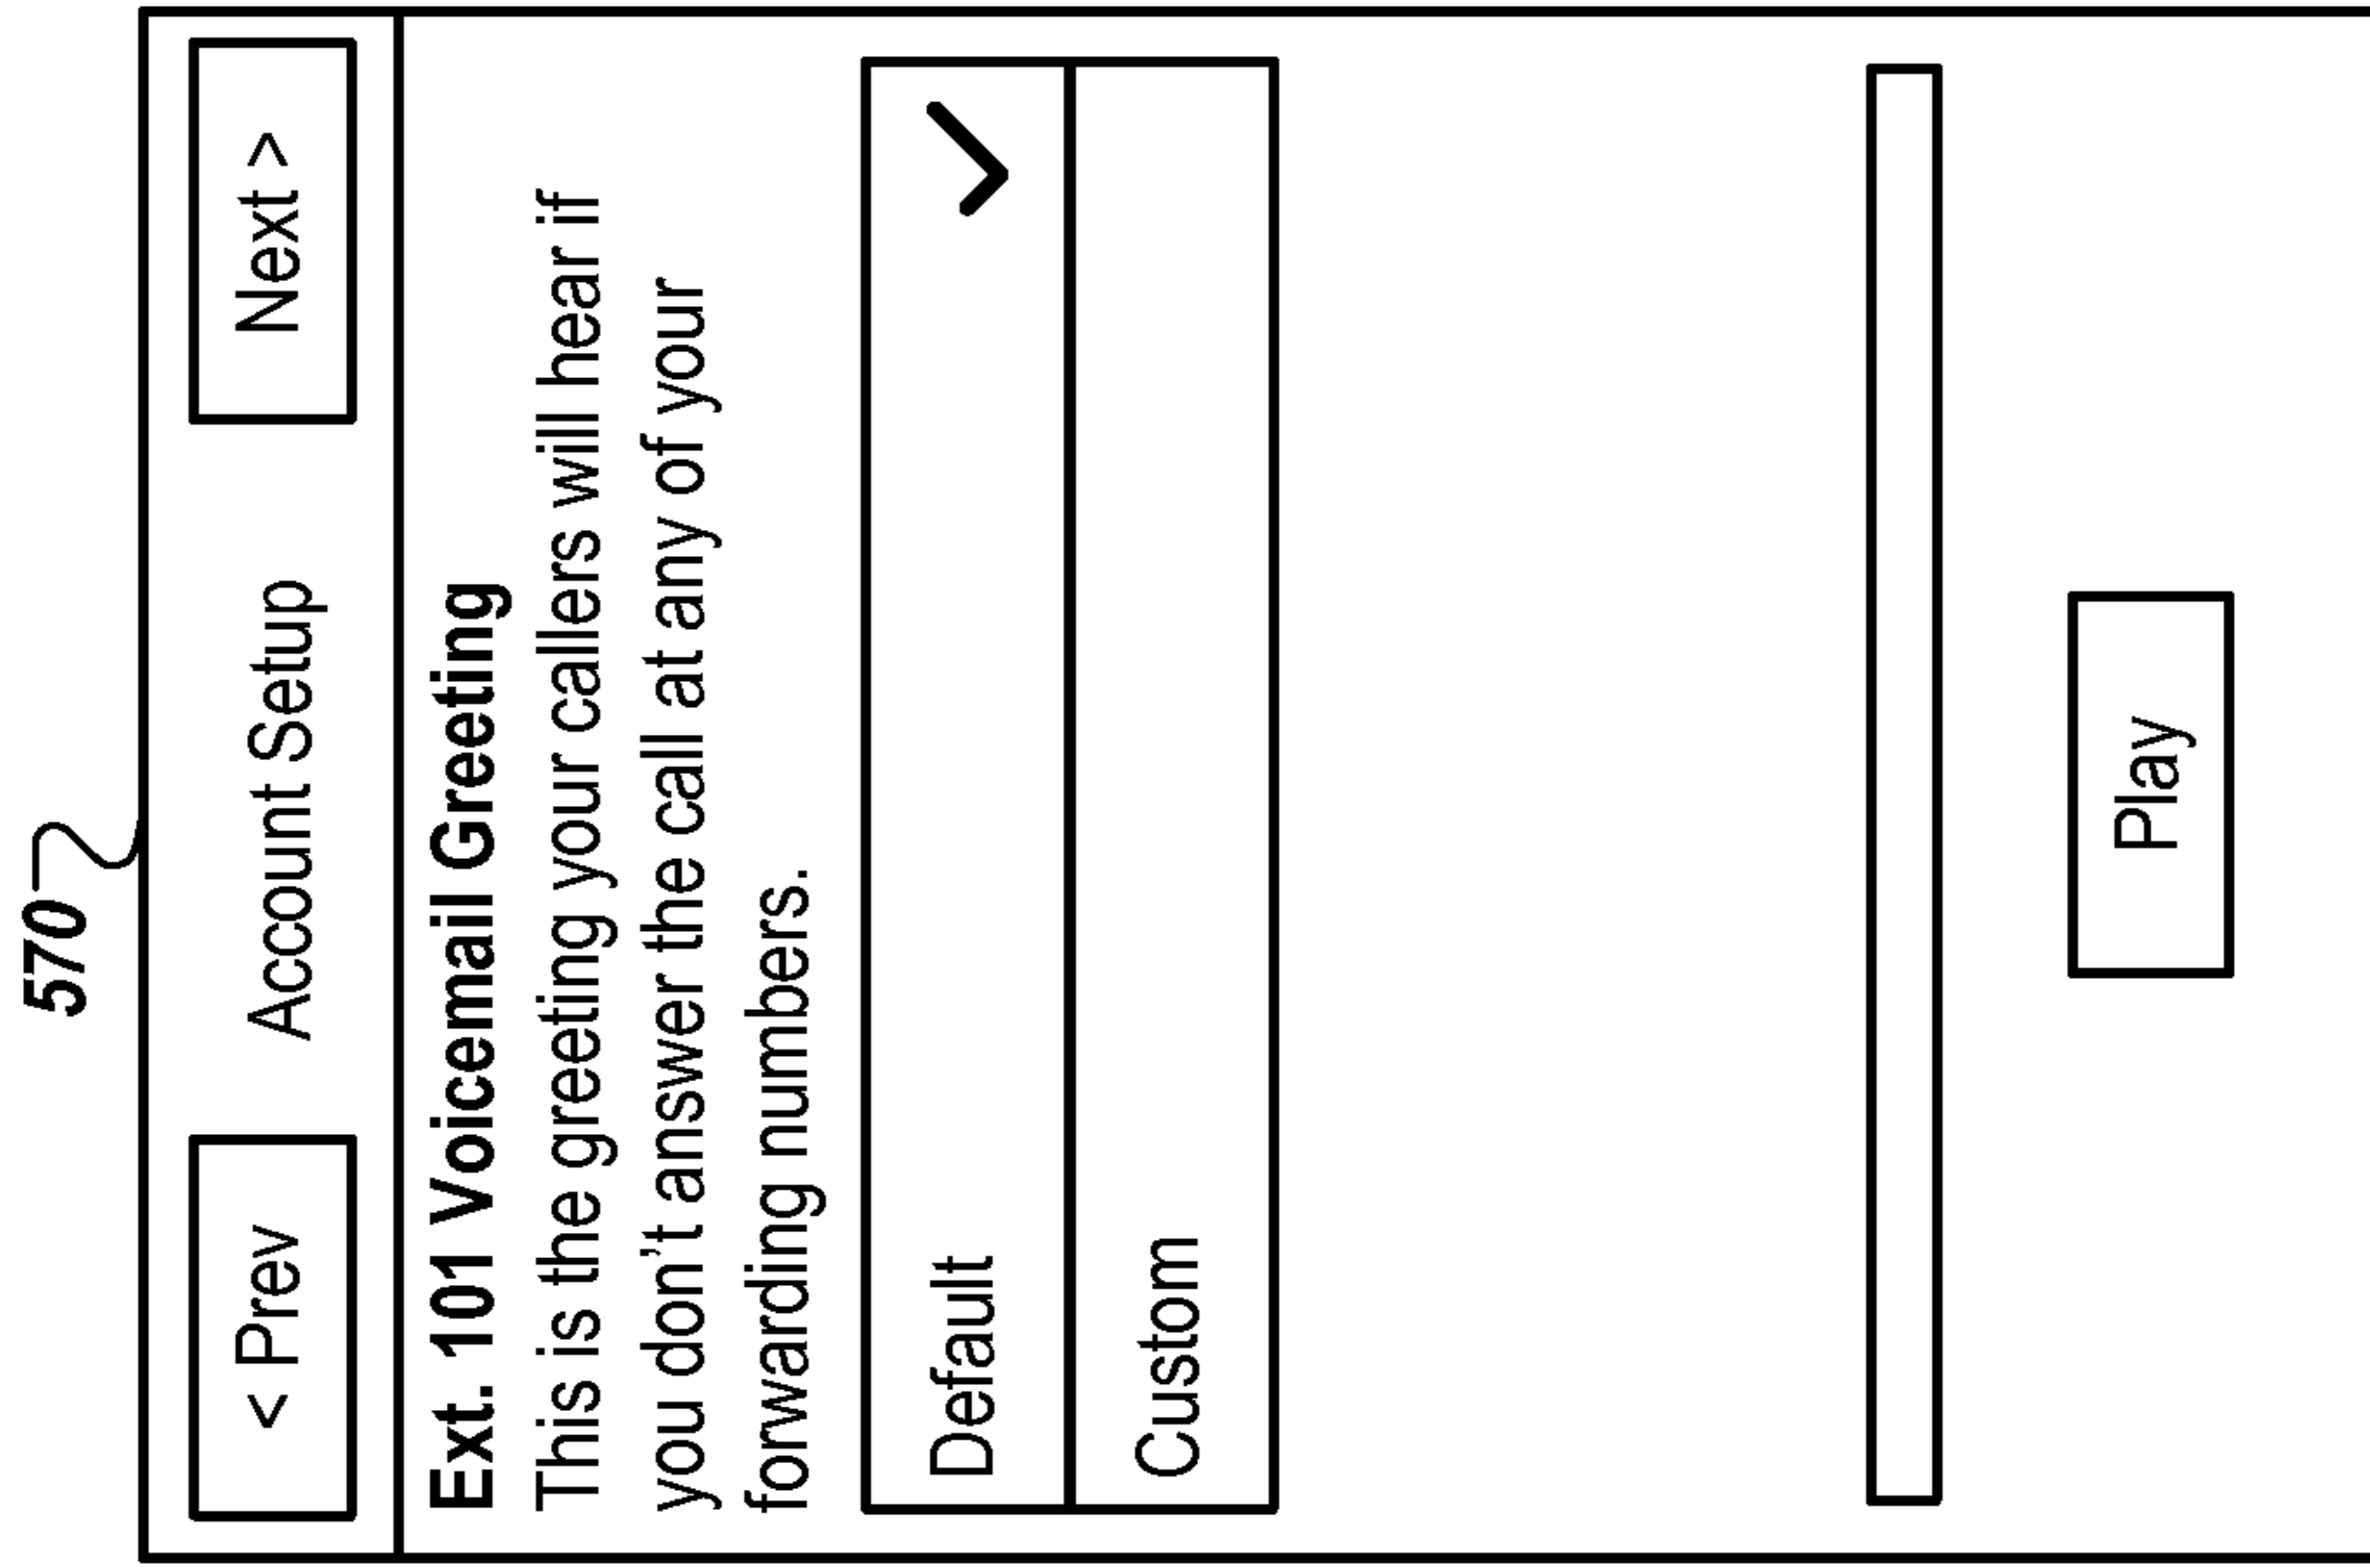 570
< Prev Account Setup Next >
Ext. 101 Voicemail Greeting
This is the greeting your callers will hear if
you don't answer the call at any of your
forwarding numbers.
Default
Custom
Play